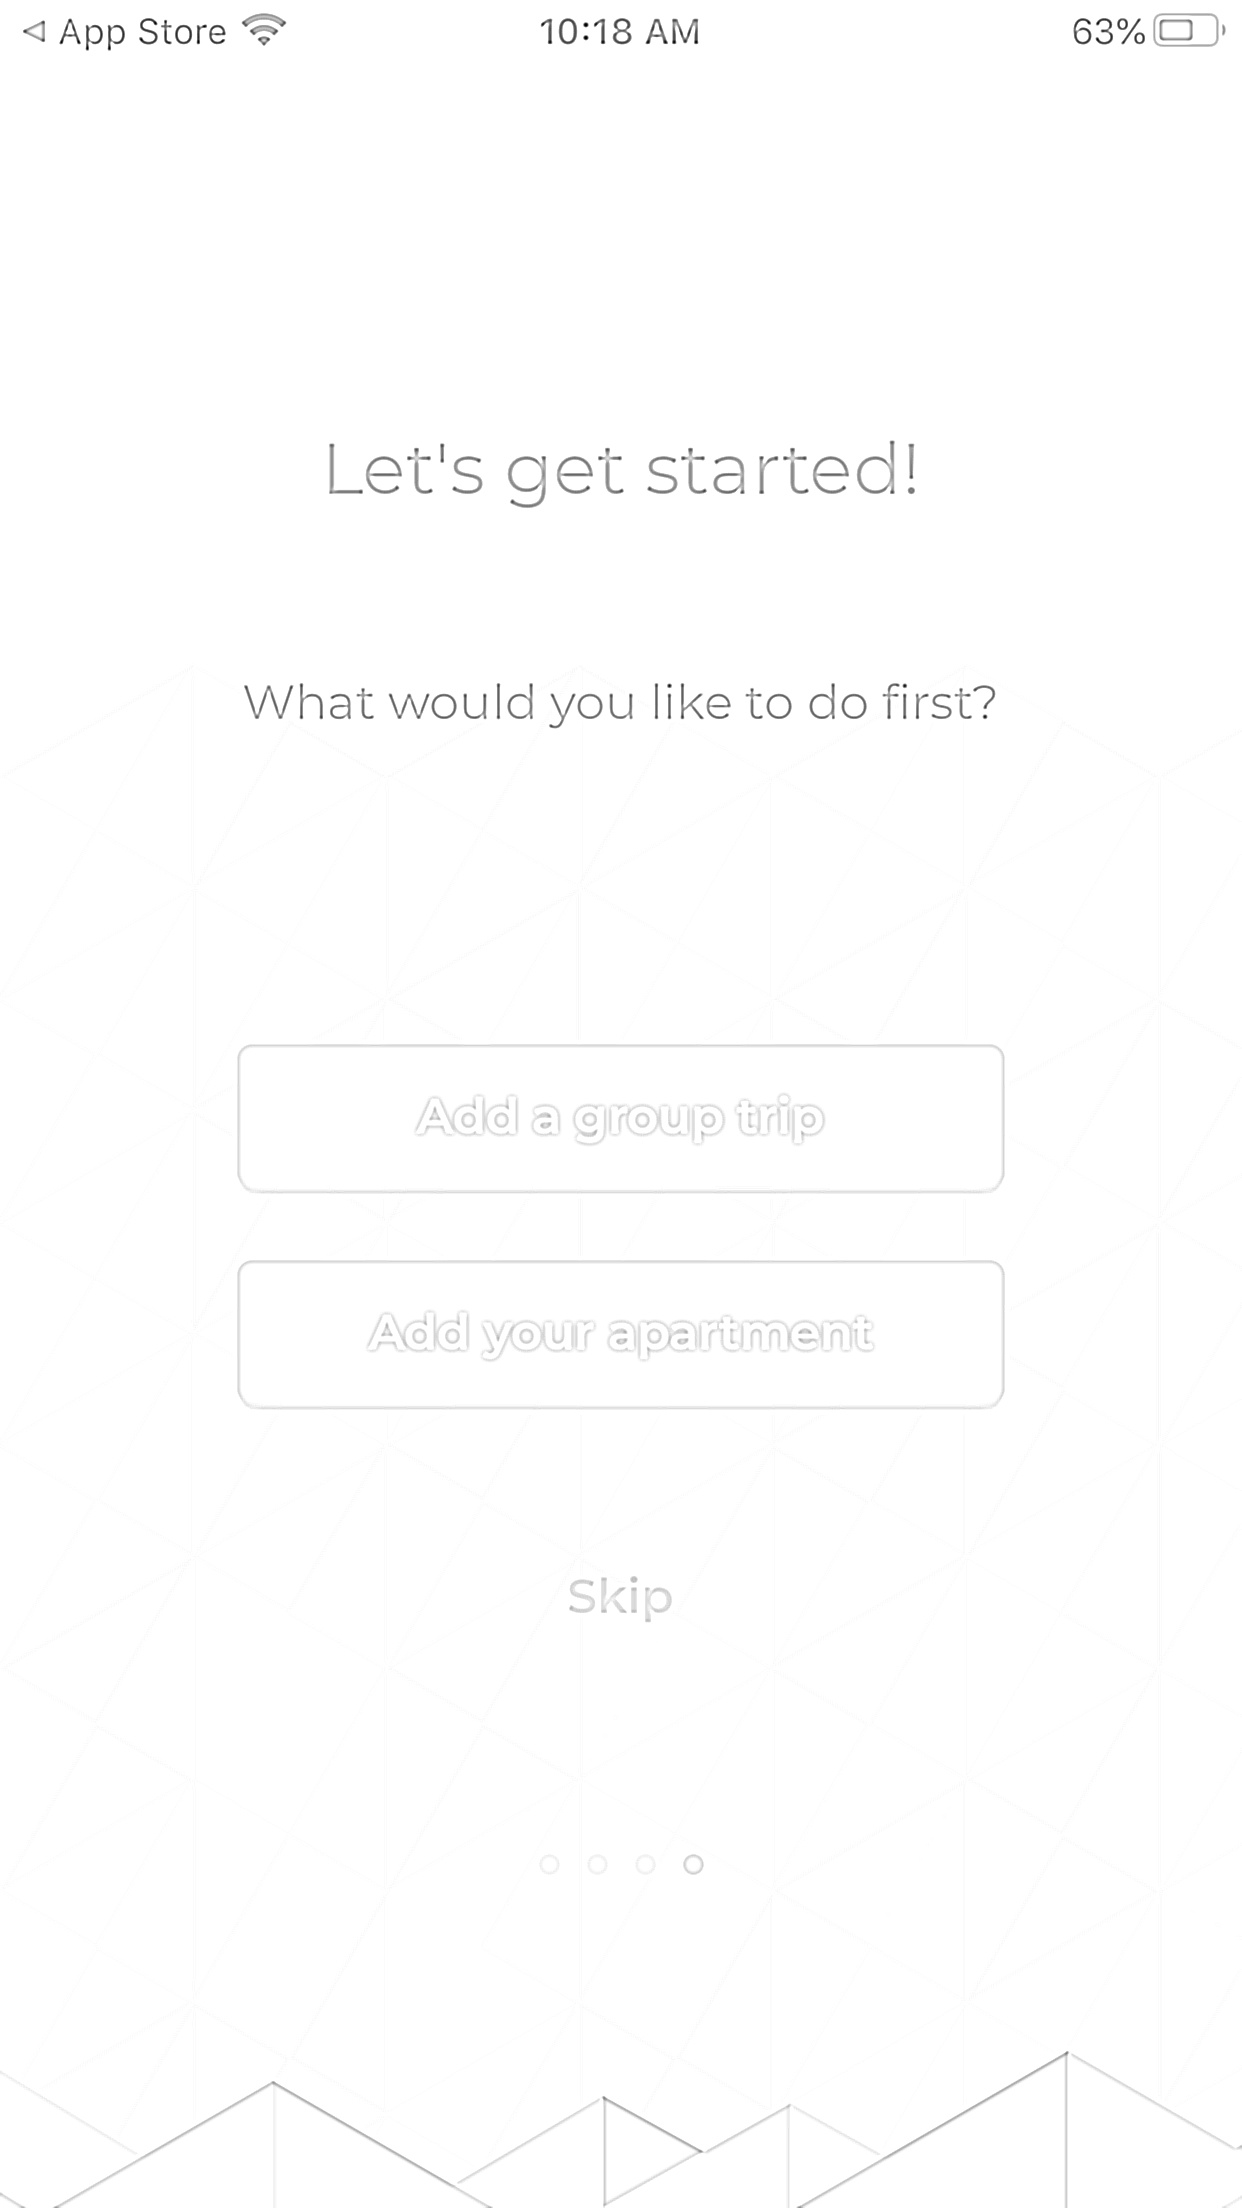 App Store 10:18 AM 63%
Let's get started!
What would you like to do first?
Add a group trip
Add your apartment
Skip